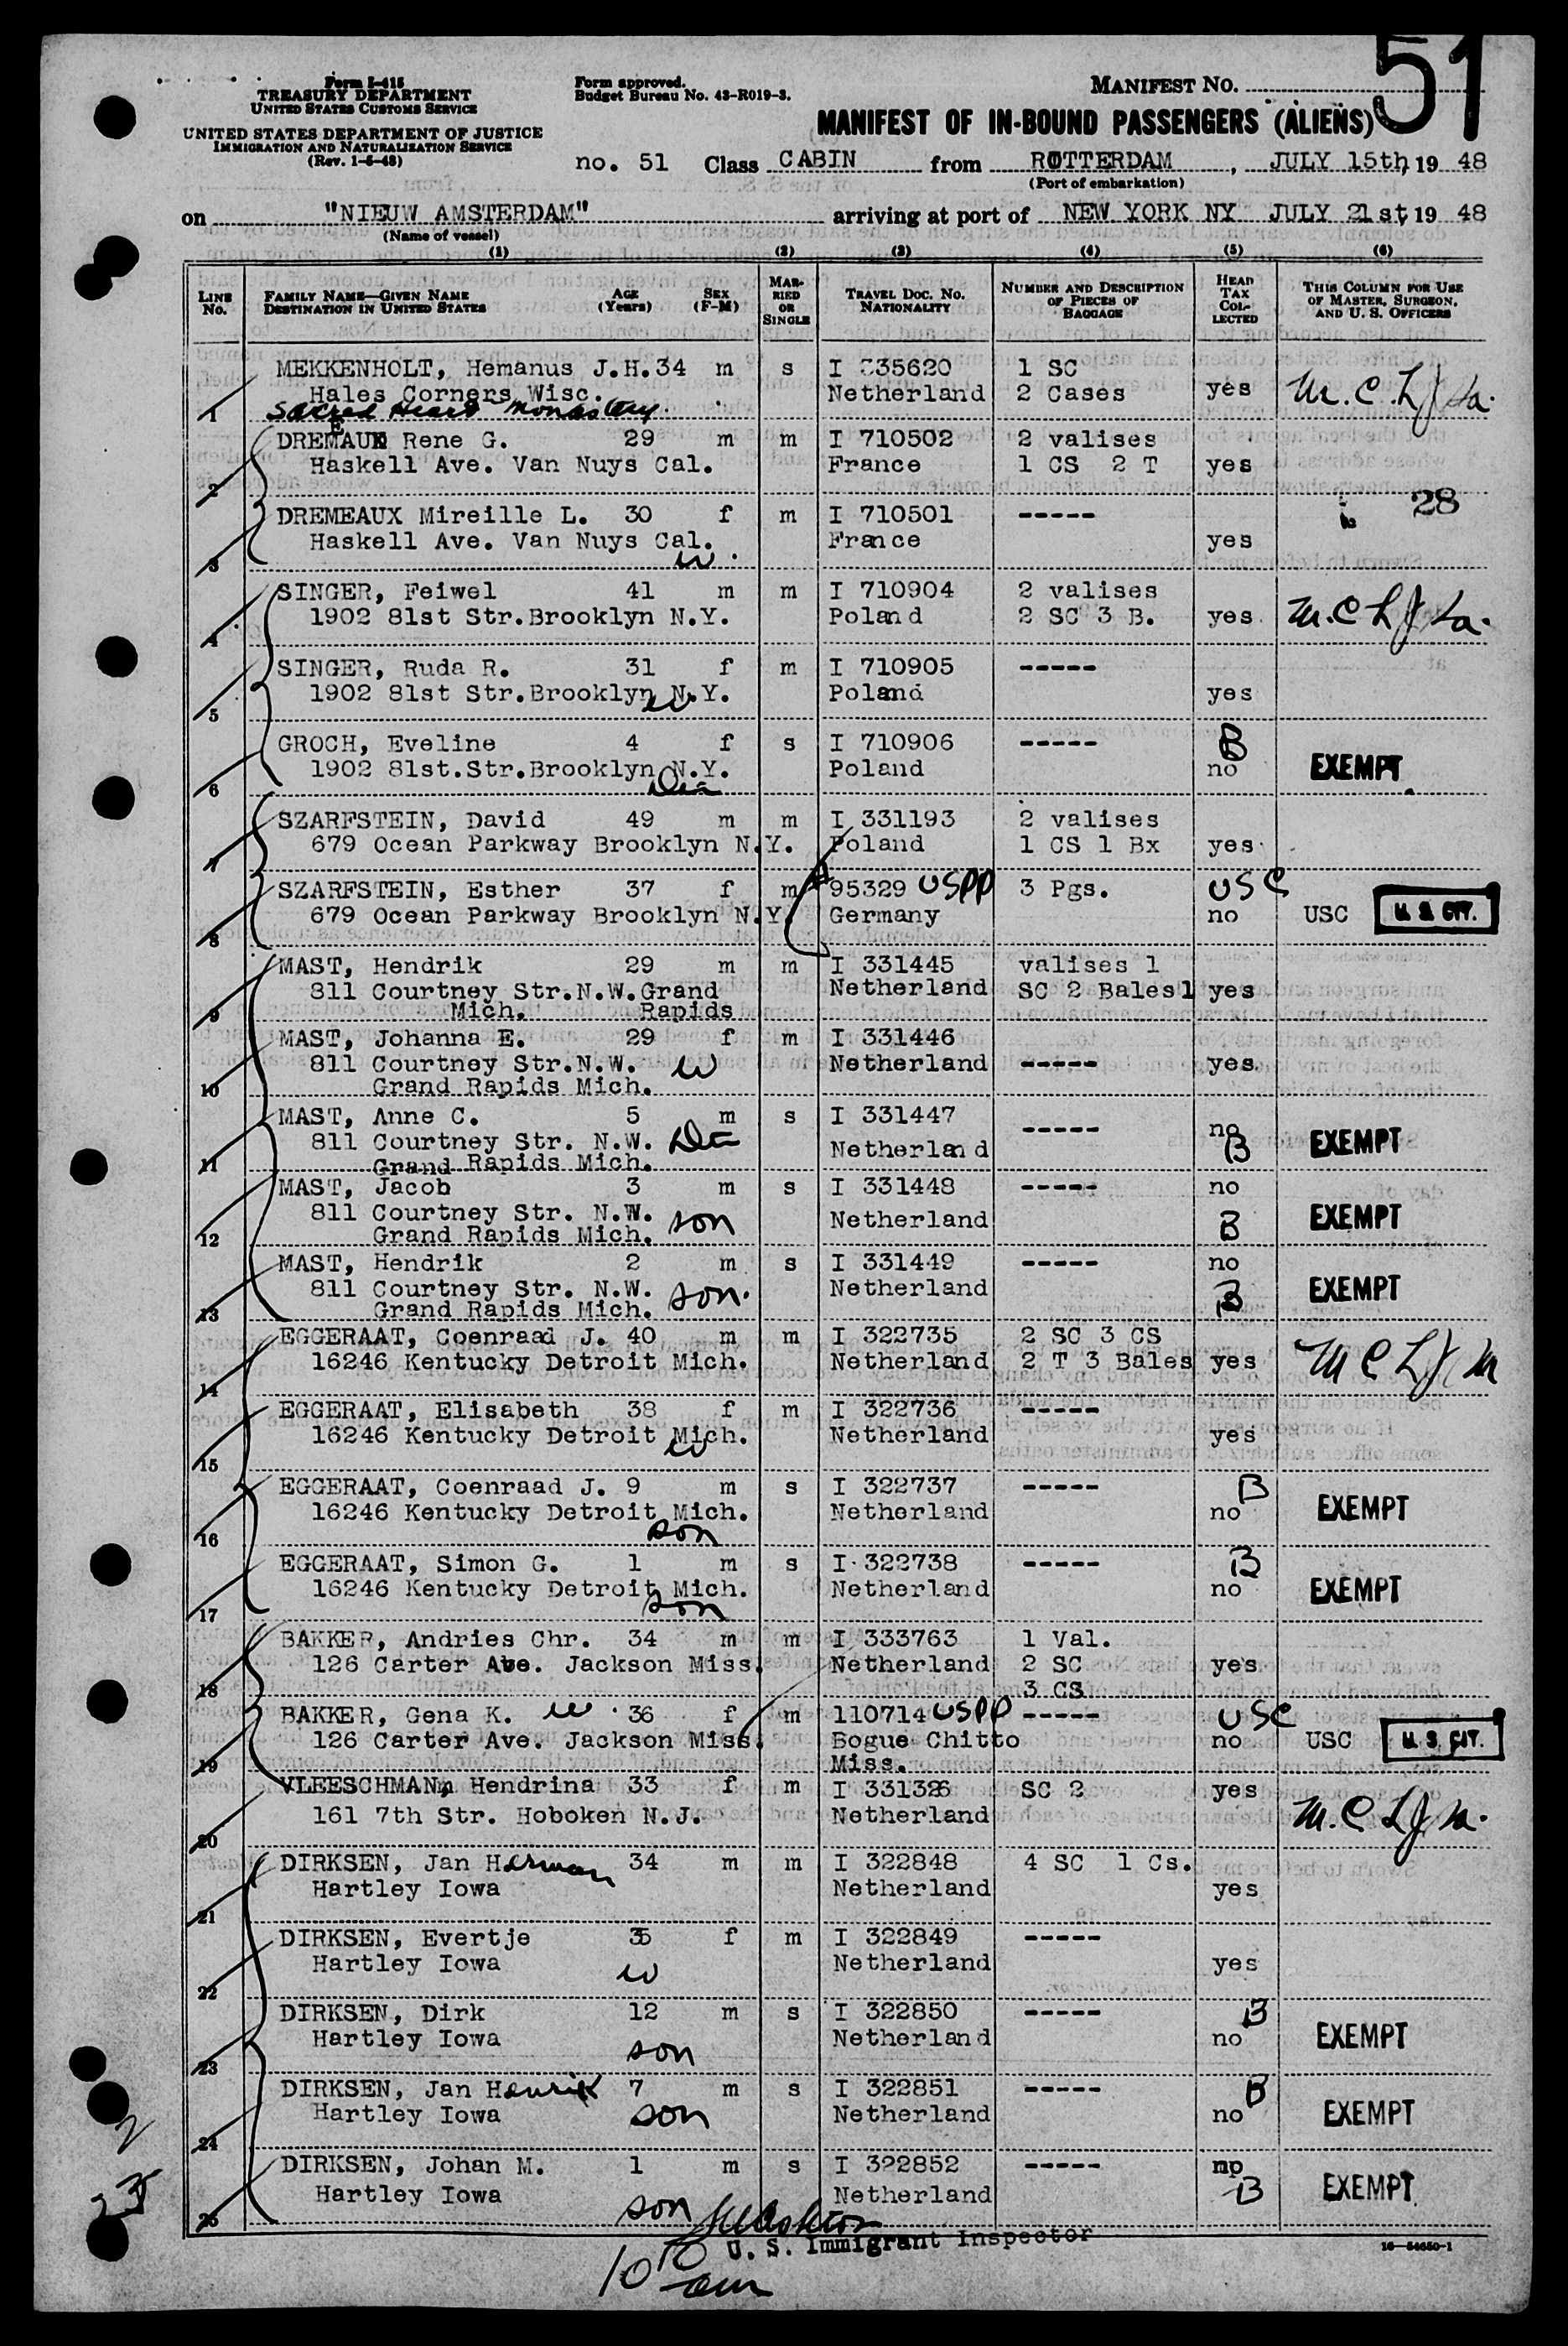 51
Form I-415
TREASURY DEPARTMENT
UNITED STATES CUSTOMS SERVICE
UNITED STATES DEPARTMENT OF JUSTICE
IMMIGRATION AND NATURALIZATION SERVICE
(Rev. 1-6-48)
Form approved.
Budget Bureau No. 43-R019-3.
MANIFEST NO.
MANIFEST OF IN-BOUND PASSENGERS (ALIENS)
no. 51 Class CABIN from ROTTERDAM, JULY 15th, 19 48
(Port of embarkation)
on "NIEUW AMSTERDAM" arriving at port of NEW YORK NY JULY 21st, 19 48
(Name of vessel)
(1) (2) (3) (4) (5) (6)
LINE No. FAMILY NAME—GIVEN NAME DESTINATION IN UNITED STATES AGE (Years) SEX (F-M) MARRIED OR SINGLE TRAVEL DOC. NO. NATIONALITY NUMBER AND DESCRIPTION OF PIECES OF BAGGAGE HEAD TAX COLLECTED THIS COLUMN FOR USE OF MASTER, SURGEON, AND U. S. OFFICERS
MEKKENHOLT, Hemanus J.H. 34 m s I 335620 1 SC
Hales Corners Wisc. Netherland 2 Cases yes
1 Sacred Heart Monastery.
DREMEAUX Rene G. 29 m m I 710502 2 valises
Haskell Ave. Van Nuys Cal. France 1 CS 2 T yes
2
28
DREMEAUX Mireille L. 30 f m I 710501 -----
Haskell Ave. Van Nuys Cal. France yes
3 w.
SINGER, Feiwel 41 m m I 710904 2 valises
1902 81st Str.Brooklyn N.Y. Poland 2 SC 3 B. yes
4
SINGER, Ruda R. 31 f m I 710905 -----
1902 81st Str.Brooklyn N.Y. Poland yes
5 w
GROCH, Eveline 4 f s I 710906 ----- B
1902 81st.Str.Brooklyn N.Y. Poland no EXEMPT
6
SZARFSTEIN, David 49 m m I 331193 2 valises
679 Ocean Parkway Brooklyn N.Y. Poland 1 CS 1 Bx yes
7
SZARFSTEIN, Esther 37 f m 95329 USPP 3 Pgs. USC
679 Ocean Parkway Brooklyn N.Y. Germany no USC U. S. CIT.
8
MAST, Hendrik 29 m m I 331445 valises 1
811 Courtney Str.N.W.Grand Netherland SC 2 Bales1 yes
9 Mich. Rapids
MAST, Johanna E. 29 f m I 331446
811 Courtney Str.N.W. w Netherland ----- yes
10 Grand Rapids Mich.
MAST, Anne C. 5 m s I 331447 ----- no
811 Courtney Str. N.W. Netherland B EXEMPT
11 Grand Rapids Mich.
MAST, Jacob 3 m s I 331448 ----- no
811 Courtney Str. N.W. son Netherland B EXEMPT
12 Grand Rapids Mich.
MAST, Hendrik 2 m s I 331449 ----- no
811 Courtney Str. N.W. son. Netherland B EXEMPT
13 Grand Rapids Mich.
EGGERAAT, Coenraad J. 40 m m I 322735 2 SC 3 CS
16246 Kentucky Detroit Mich. Netherland 2 T 3 Bales yes
14
EGGERAAT, Elisabeth 38 f m I 322736 -----
16246 Kentucky Detroit Mich. Netherland yes
15 w
EGGERAAT, Coenraad J. 9 m s I 322737 ----- B
16246 Kentucky Detroit Mich. Netherland no EXEMPT
16 son
EGGERAAT, Simon G. 1 m s I 322738 ----- B
16246 Kentucky Detroit Mich. Netherland no EXEMPT
17 son
BAKKER, Andries Chr. 34 m m I 333763 1 Val.
126 Carter Ave. Jackson Miss. Netherland 2 SC yes
18 3 CS
BAKKER, Gena K. w 36 f m 110714 USPP ----- USC
126 Carter Ave. Jackson Miss. Bogue Chitto no USC U. S. CIT.
19 Miss.
VLEESCHMAN, Hendrina 33 f m I 331326 SC 2 yes
161 7th Str. Hoboken N.J. Netherland
20
DIRKSEN, Jan Herman 34 m m I 322848 4 SC 1 Cs.
Hartley Iowa Netherland yes
21
DIRKSEN, Evertje 35 f m I 322849 -----
Hartley Iowa Netherland yes
22 w
DIRKSEN, Dirk 12 m s I 322850 ----- B
Hartley Iowa Netherland no EXEMPT
23 son
DIRKSEN, Jan Henrik 7 m s I 322851 ----- B
Hartley Iowa son Netherland no EXEMPT
24
DIRKSEN, Johan M. 1 m s I 322852 ----- no
Hartley Iowa Netherland B EXEMPT
25 son
U. S. Immigrant Inspector
16—54650-1
10 10 am
2
23